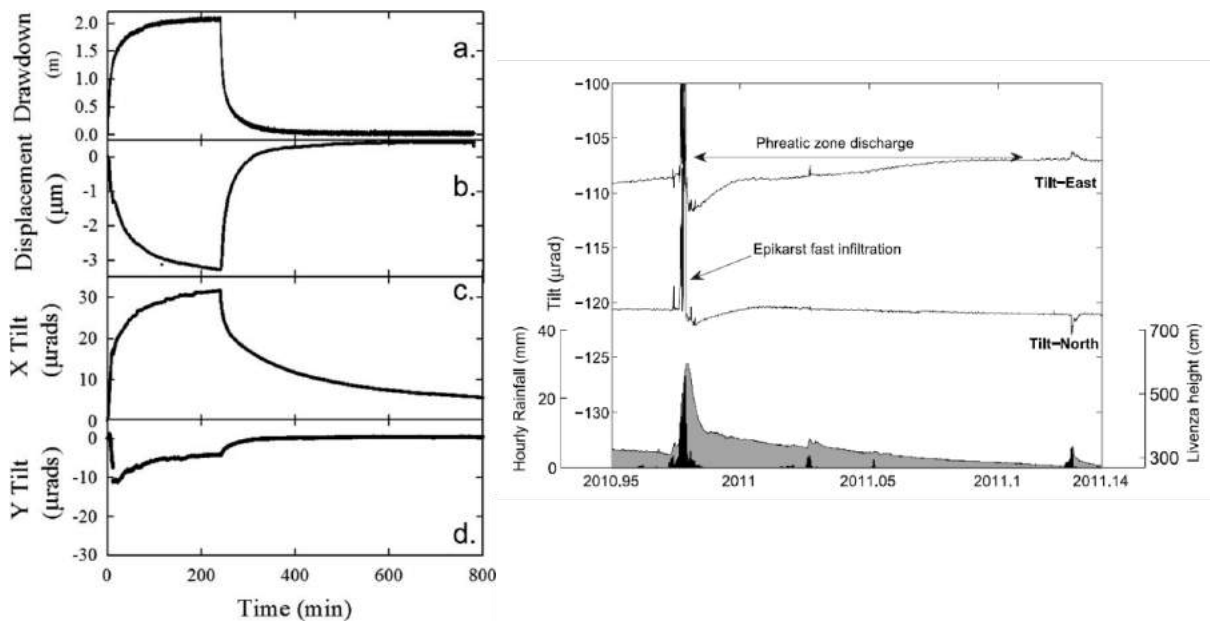 Drawdown
(m)
2.0
1.5
1.0
0.5
0.0
a.
Displacement
(µm)
0
-1
-2
-3
b.
X Tilt
(µrads)
30
20
10
0
c.
Y Tilt
(µrads)
0
-10
-20
-30
d.
0 200 400 600 800
Time (min)
Tilt (µrad)
−100
−105
−110
−115
−120
−125
−130
Phreatic zone discharge
Tilt−East
Epikarst fast infiltration
Tilt−North
Hourly Rainfall (mm)
40
20
0
700
500
300
Livenza height (cm)
2010.95 2011 2011.05 2011.1 2011.14